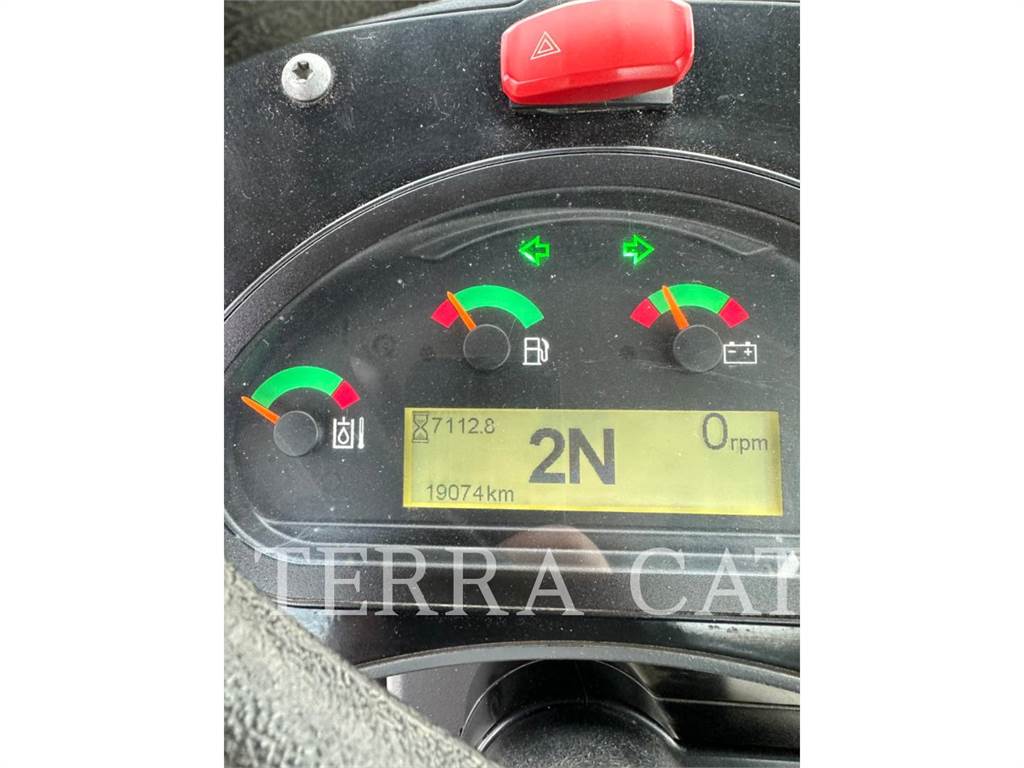 7112.8
2N
0rpm
19074km
TERRA CAT